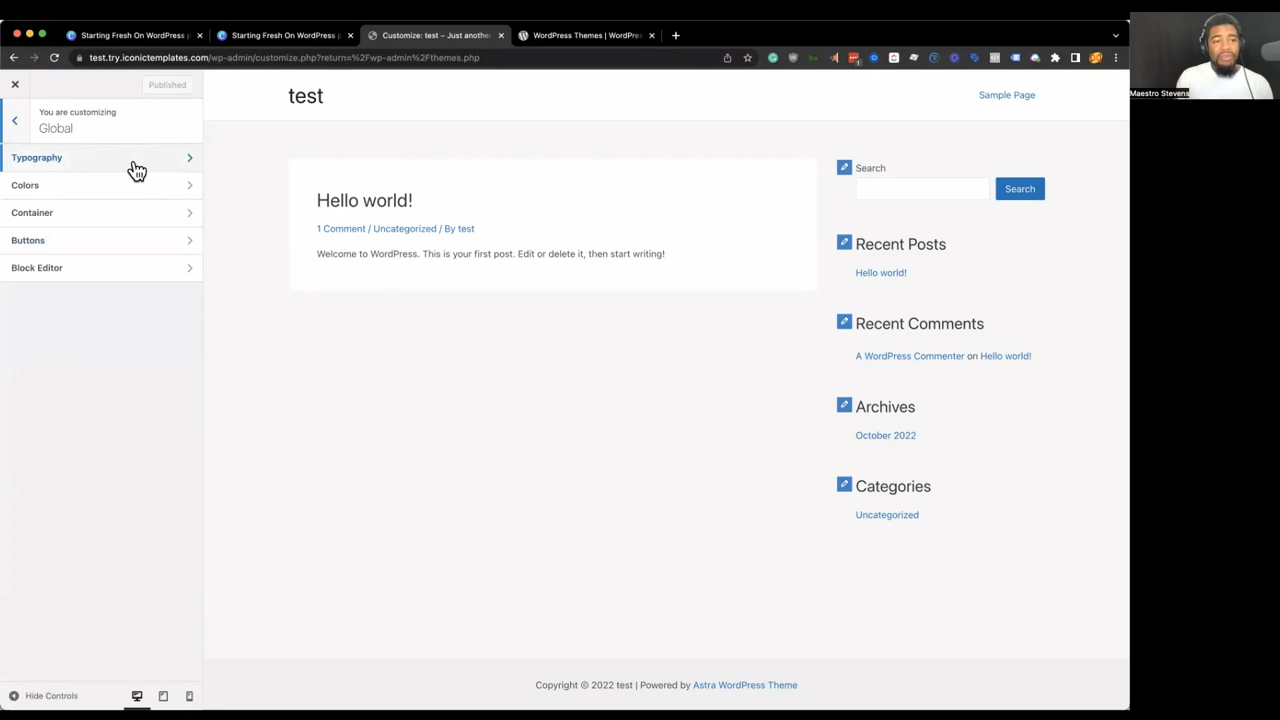 Starting Fresh On WordPress p
Starting Fresh On WordPress p
Customize: test – Just anothe
WordPress Themes | WordPre
test.try.iconictemplates.com/wp-admin/customize.php?return=%2Fwp-admin%2Fthemes.php
Maestro Stevens
Published
You are customizing
Global
Typography
Colors
Container
Buttons
Block Editor
Hide Controls
test
Sample Page
Hello world!
1 Comment / Uncategorized / By test
Welcome to WordPress. This is your first post. Edit or delete it, then start writing!
Search
Search
Recent Posts
Hello world!
Recent Comments
A WordPress Commenter on Hello world!
Archives
October 2022
Categories
Uncategorized
Copyright © 2022 test | Powered by Astra WordPress Theme